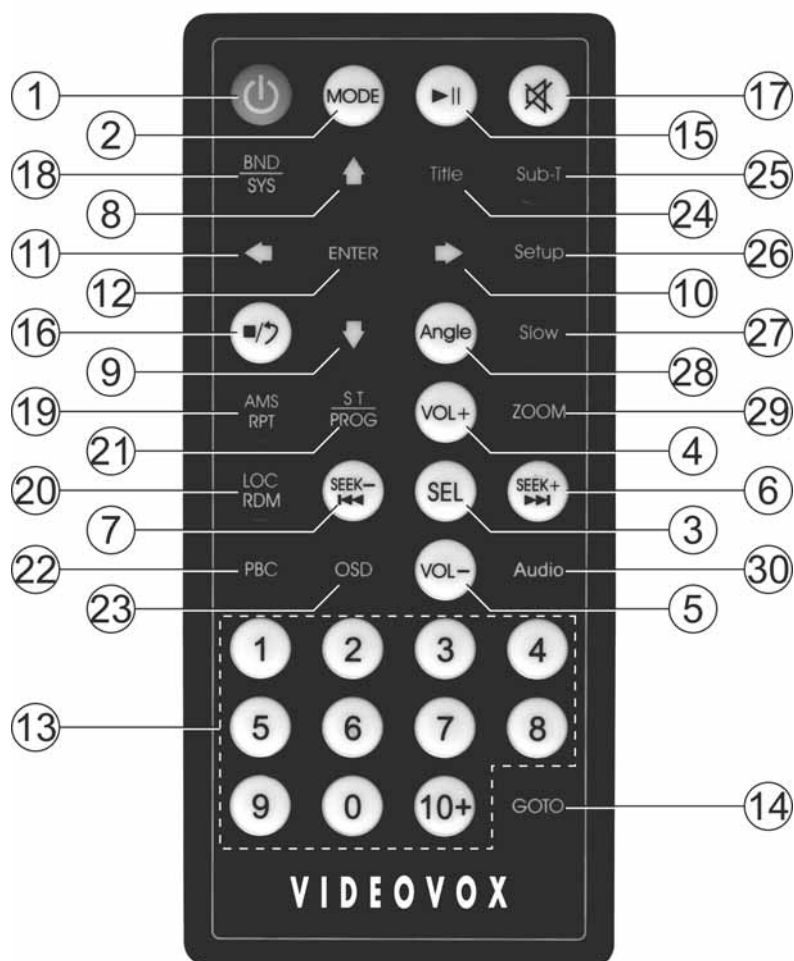 1 MODE 17
2 15
18 BND Title Sub-T 25
SYS
8 24
11 ENTER Setup 26
12 10
16 Angle Slow 27
9 28
19 AMS S T VOL+ ZOOM 29
RPT PROG
21 4
20 LOC SEEK− SEL SEEK+ 6
RDM
7 3
22 PBC OSD VOL− Audio 30
23 5
1 2 3 4
13 5 6 7 8
9 0 10+ GOTO 14
VIDEOVOX